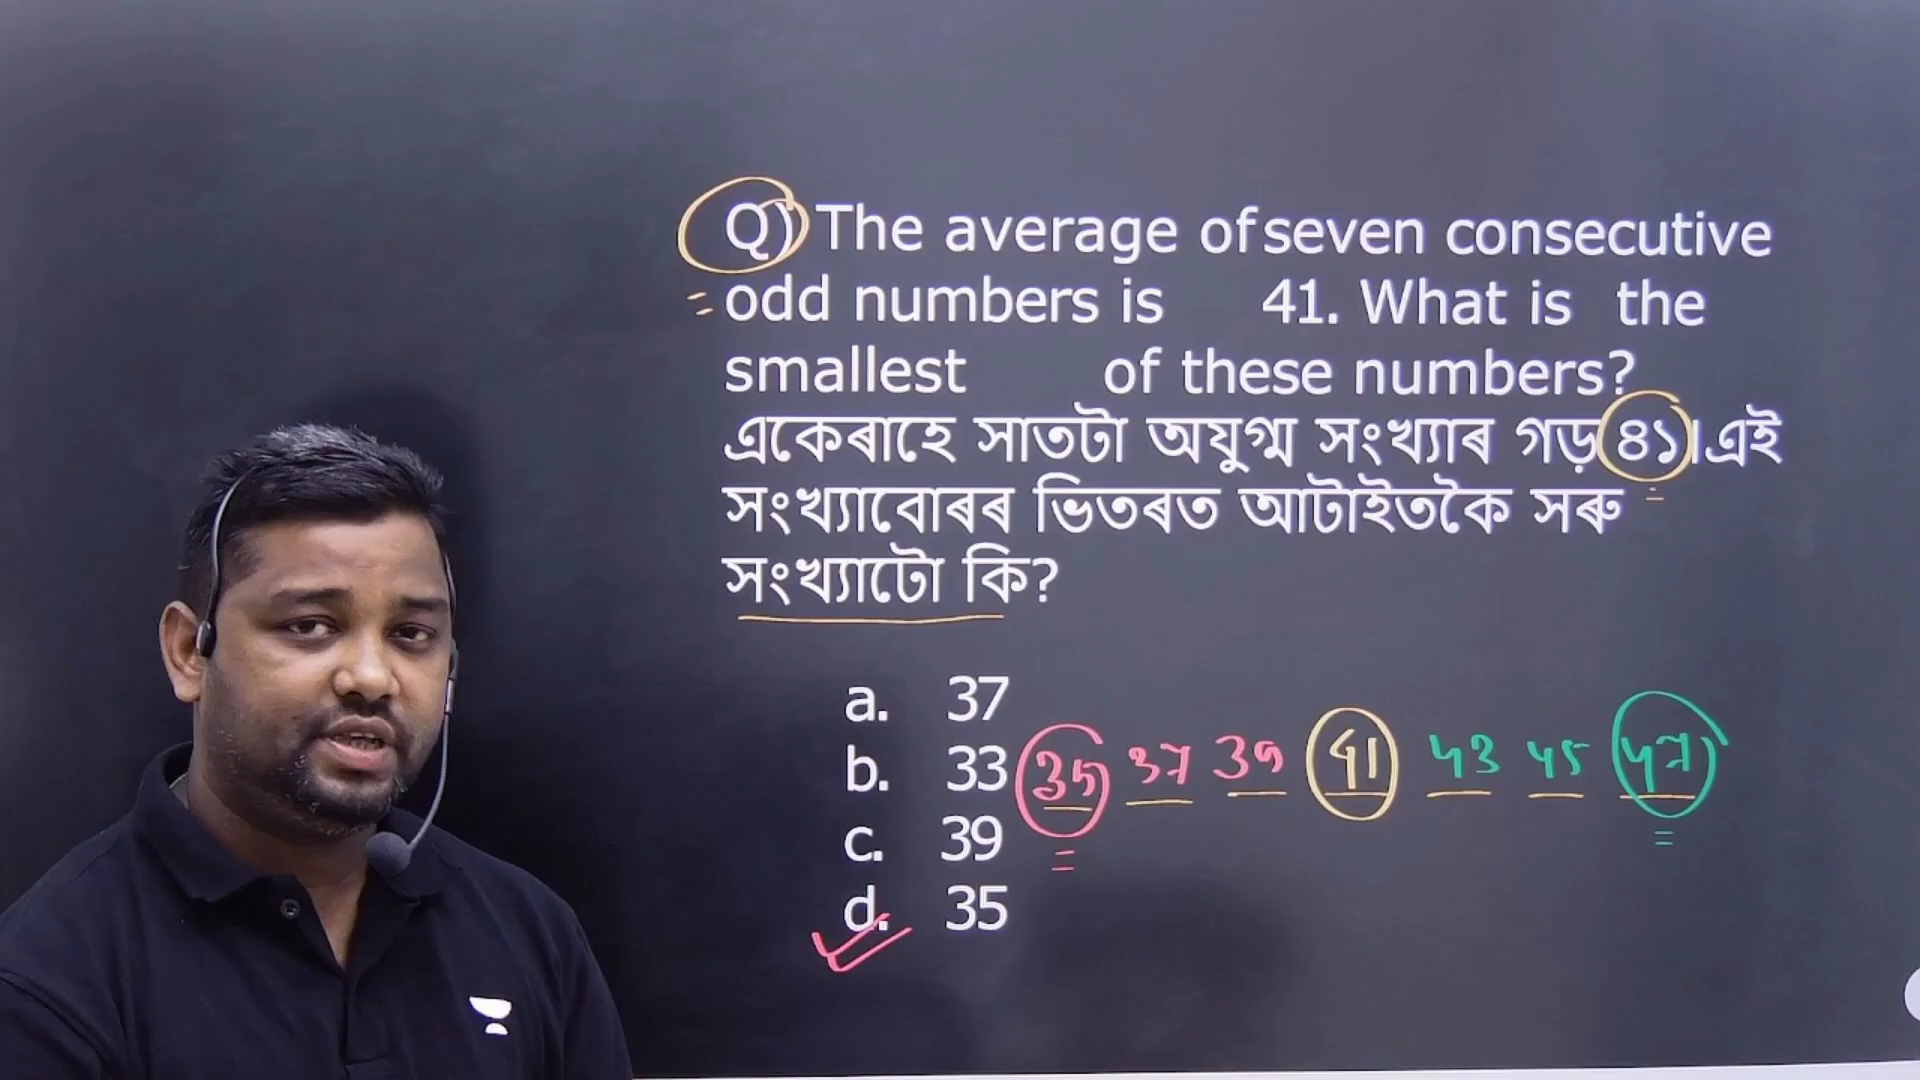 Q) The average of seven consecutive
odd numbers is 41. What is the
smallest of these numbers?
একেৰাহে সাতটা অযুগ্ম সংখ্যাৰ গড় ৪১।এই
সংখ্যাবোৰৰ ভিতৰত আটাইতকৈ সৰু
সংখ্যাটো কি?
a. 37
b. 33
35 37 39 41 43 45 47
c. 39
d. 35